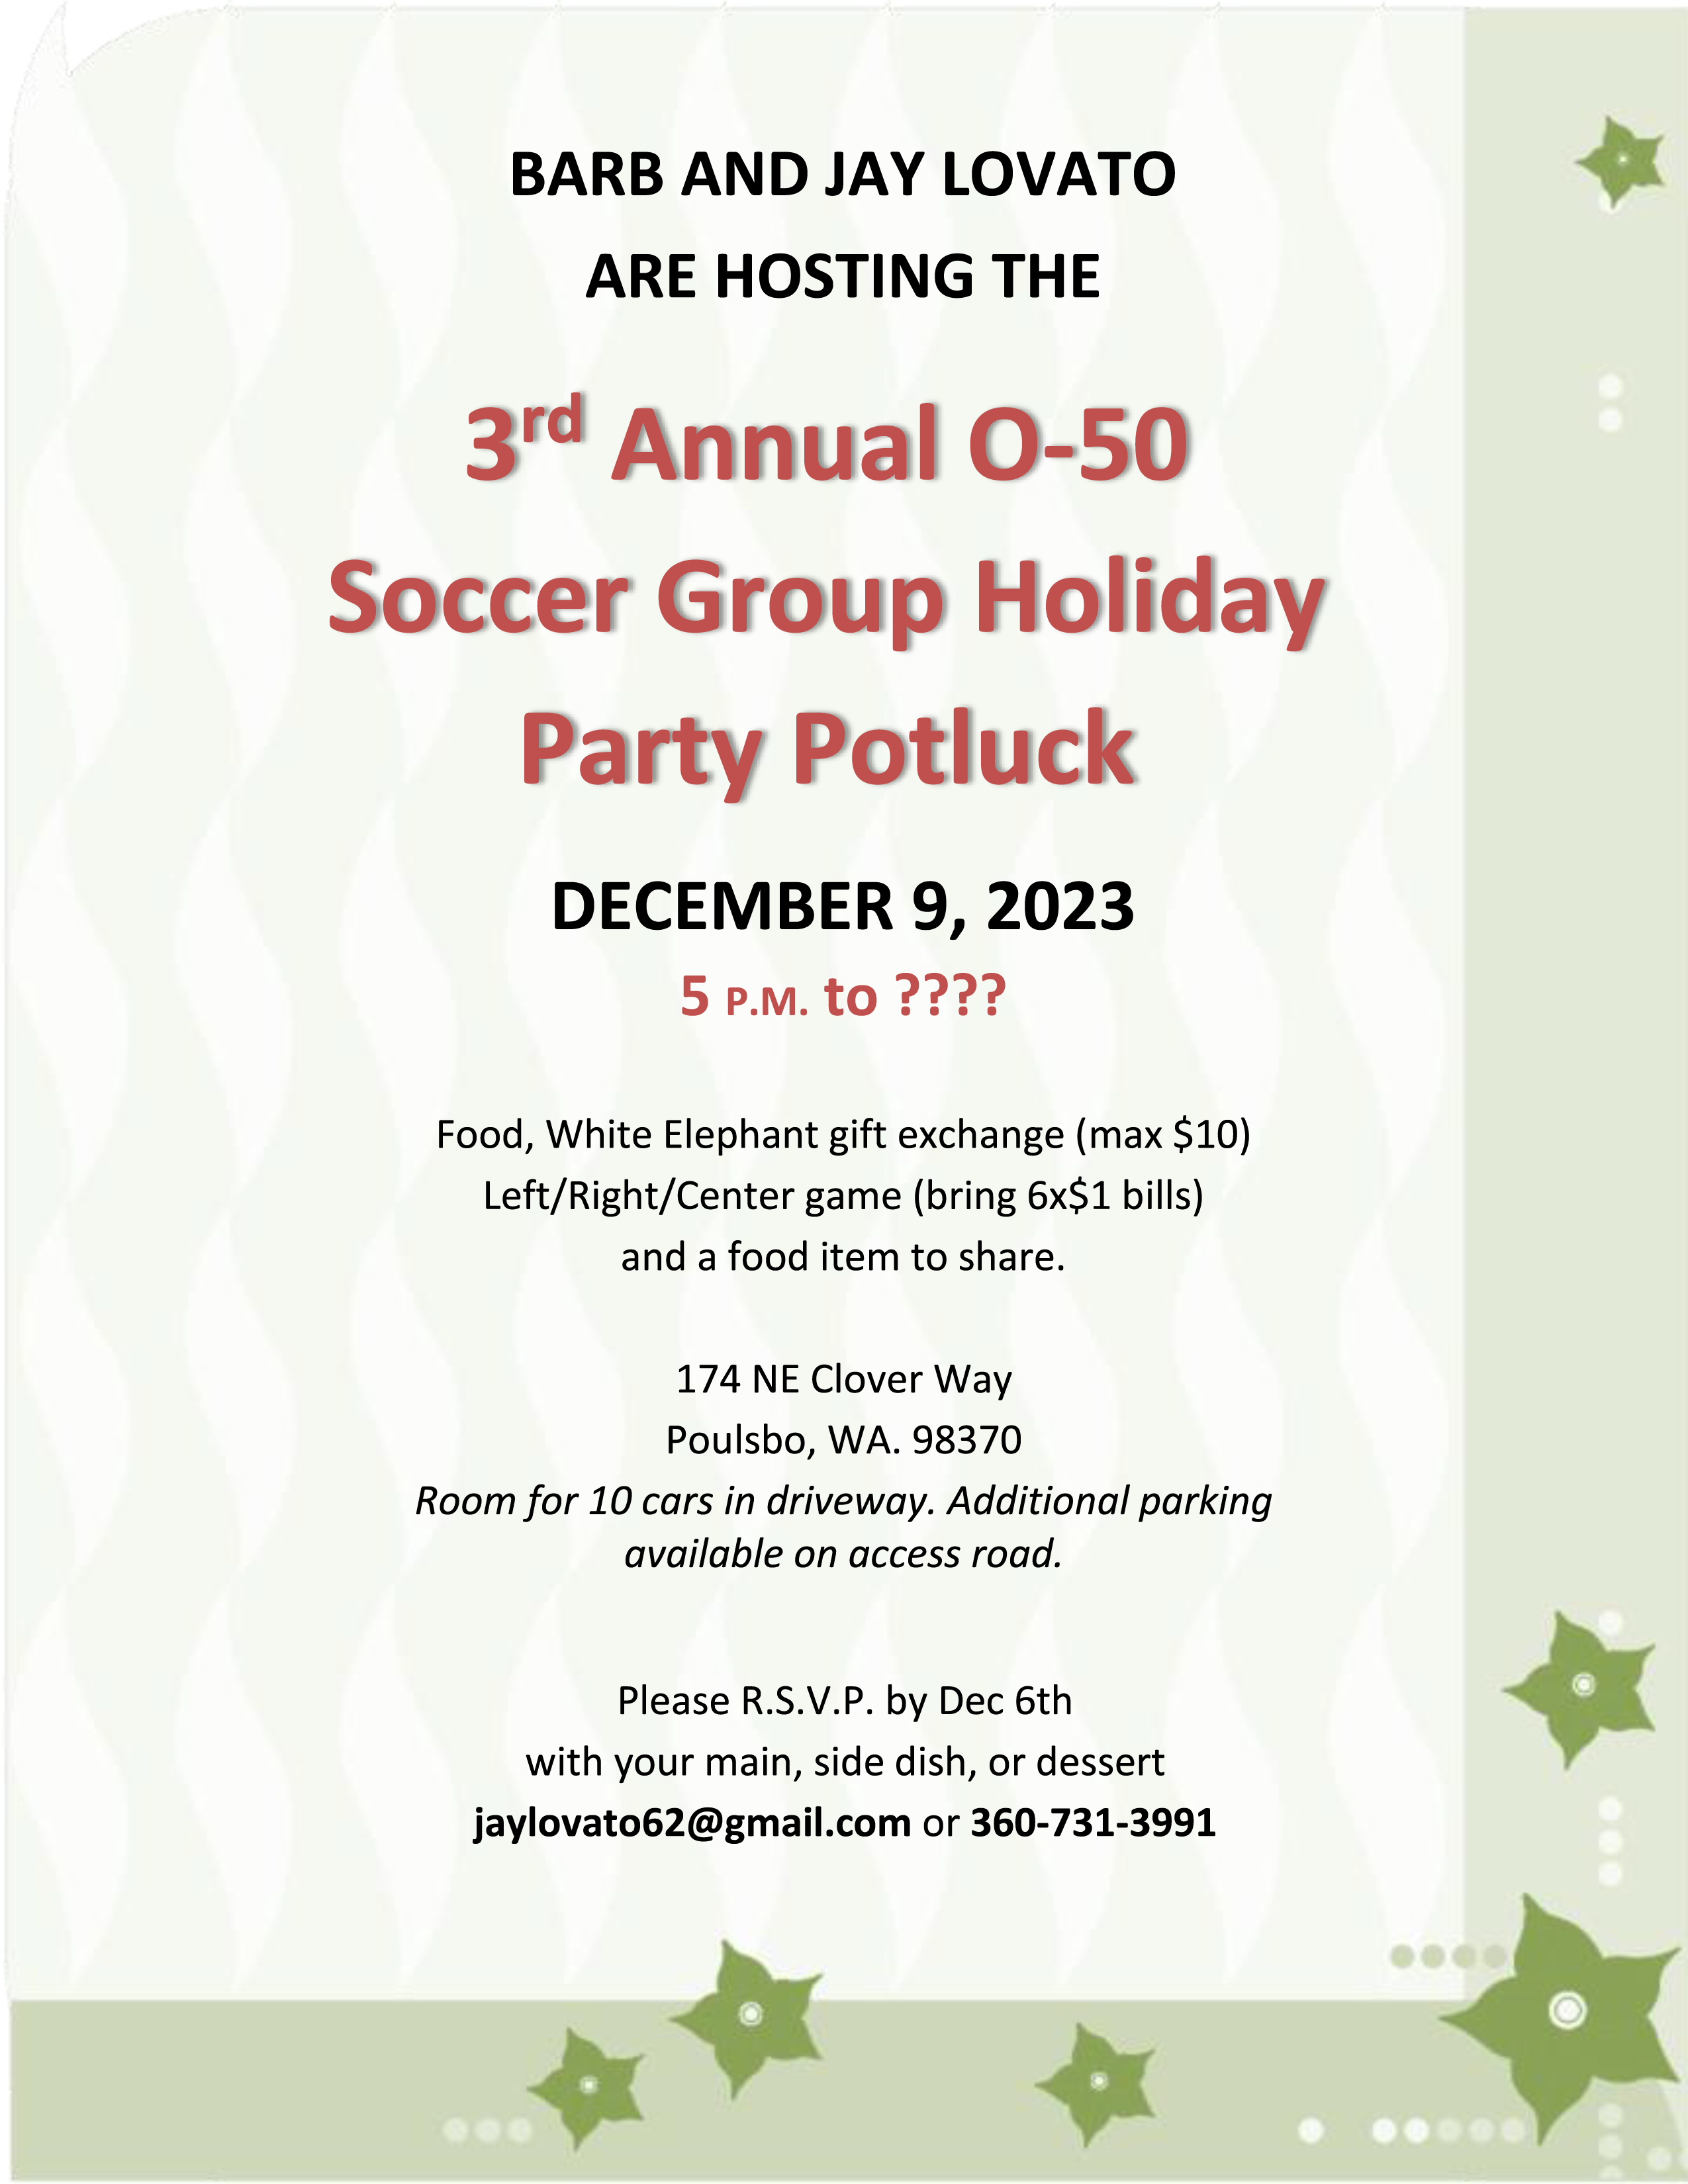 BARB AND JAY LOVATO
ARE HOSTING THE
3rd Annual O-50
Soccer Group Holiday
Party Potluck
DECEMBER 9, 2023
5 P.M. to ????
Food, White Elephant gift exchange (max $10)
Left/Right/Center game (bring 6x$1 bills)
and a food item to share.
174 NE Clover Way
Poulsbo, WA. 98370
Room for 10 cars in driveway. Additional parking
available on access road.
Please R.S.V.P. by Dec 6th
with your main, side dish, or dessert
jaylovato62@gmail.com or 360-731-3991